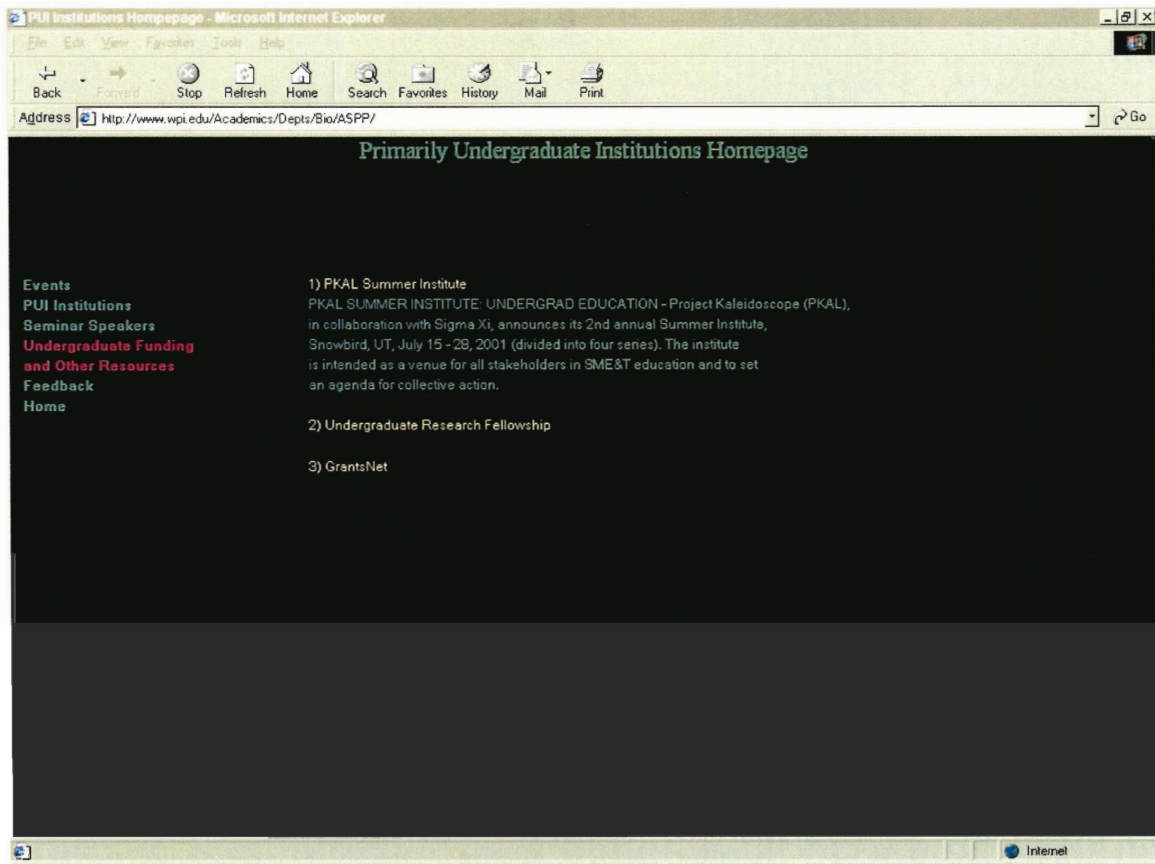 PUI Institutions Hompepage - Microsoft Internet Explorer
File Edit View Favorites Tools Help
Back Forward Stop Refresh Home Search Favorites History Mail Print
Address http://www.wpi.edu/Academics/Depts/Bio/ASPP/ Go
Primarily Undergraduate Institutions Homepage
Events
PUI Institutions
Seminar Speakers
Undergraduate Funding
and Other Rasources
Feedback
Home
1) PKAL Summer Institute
PKAL SUMMER INSTITUTE: UNDERGRAD EDUCATION - Project Kaleidoscope (PKAL),
in collaboration with Sigma Xi, announces its 2nd annual Summer Institute,
Snowbird, UT, July 15 - 28, 2001 (divided into four series). The institute
is intended as a venue for all stakeholders in SME&T education and to set
an agenda for collective action.
2) Undergraduate Research Fellowship
3) GrantsNet
Internet